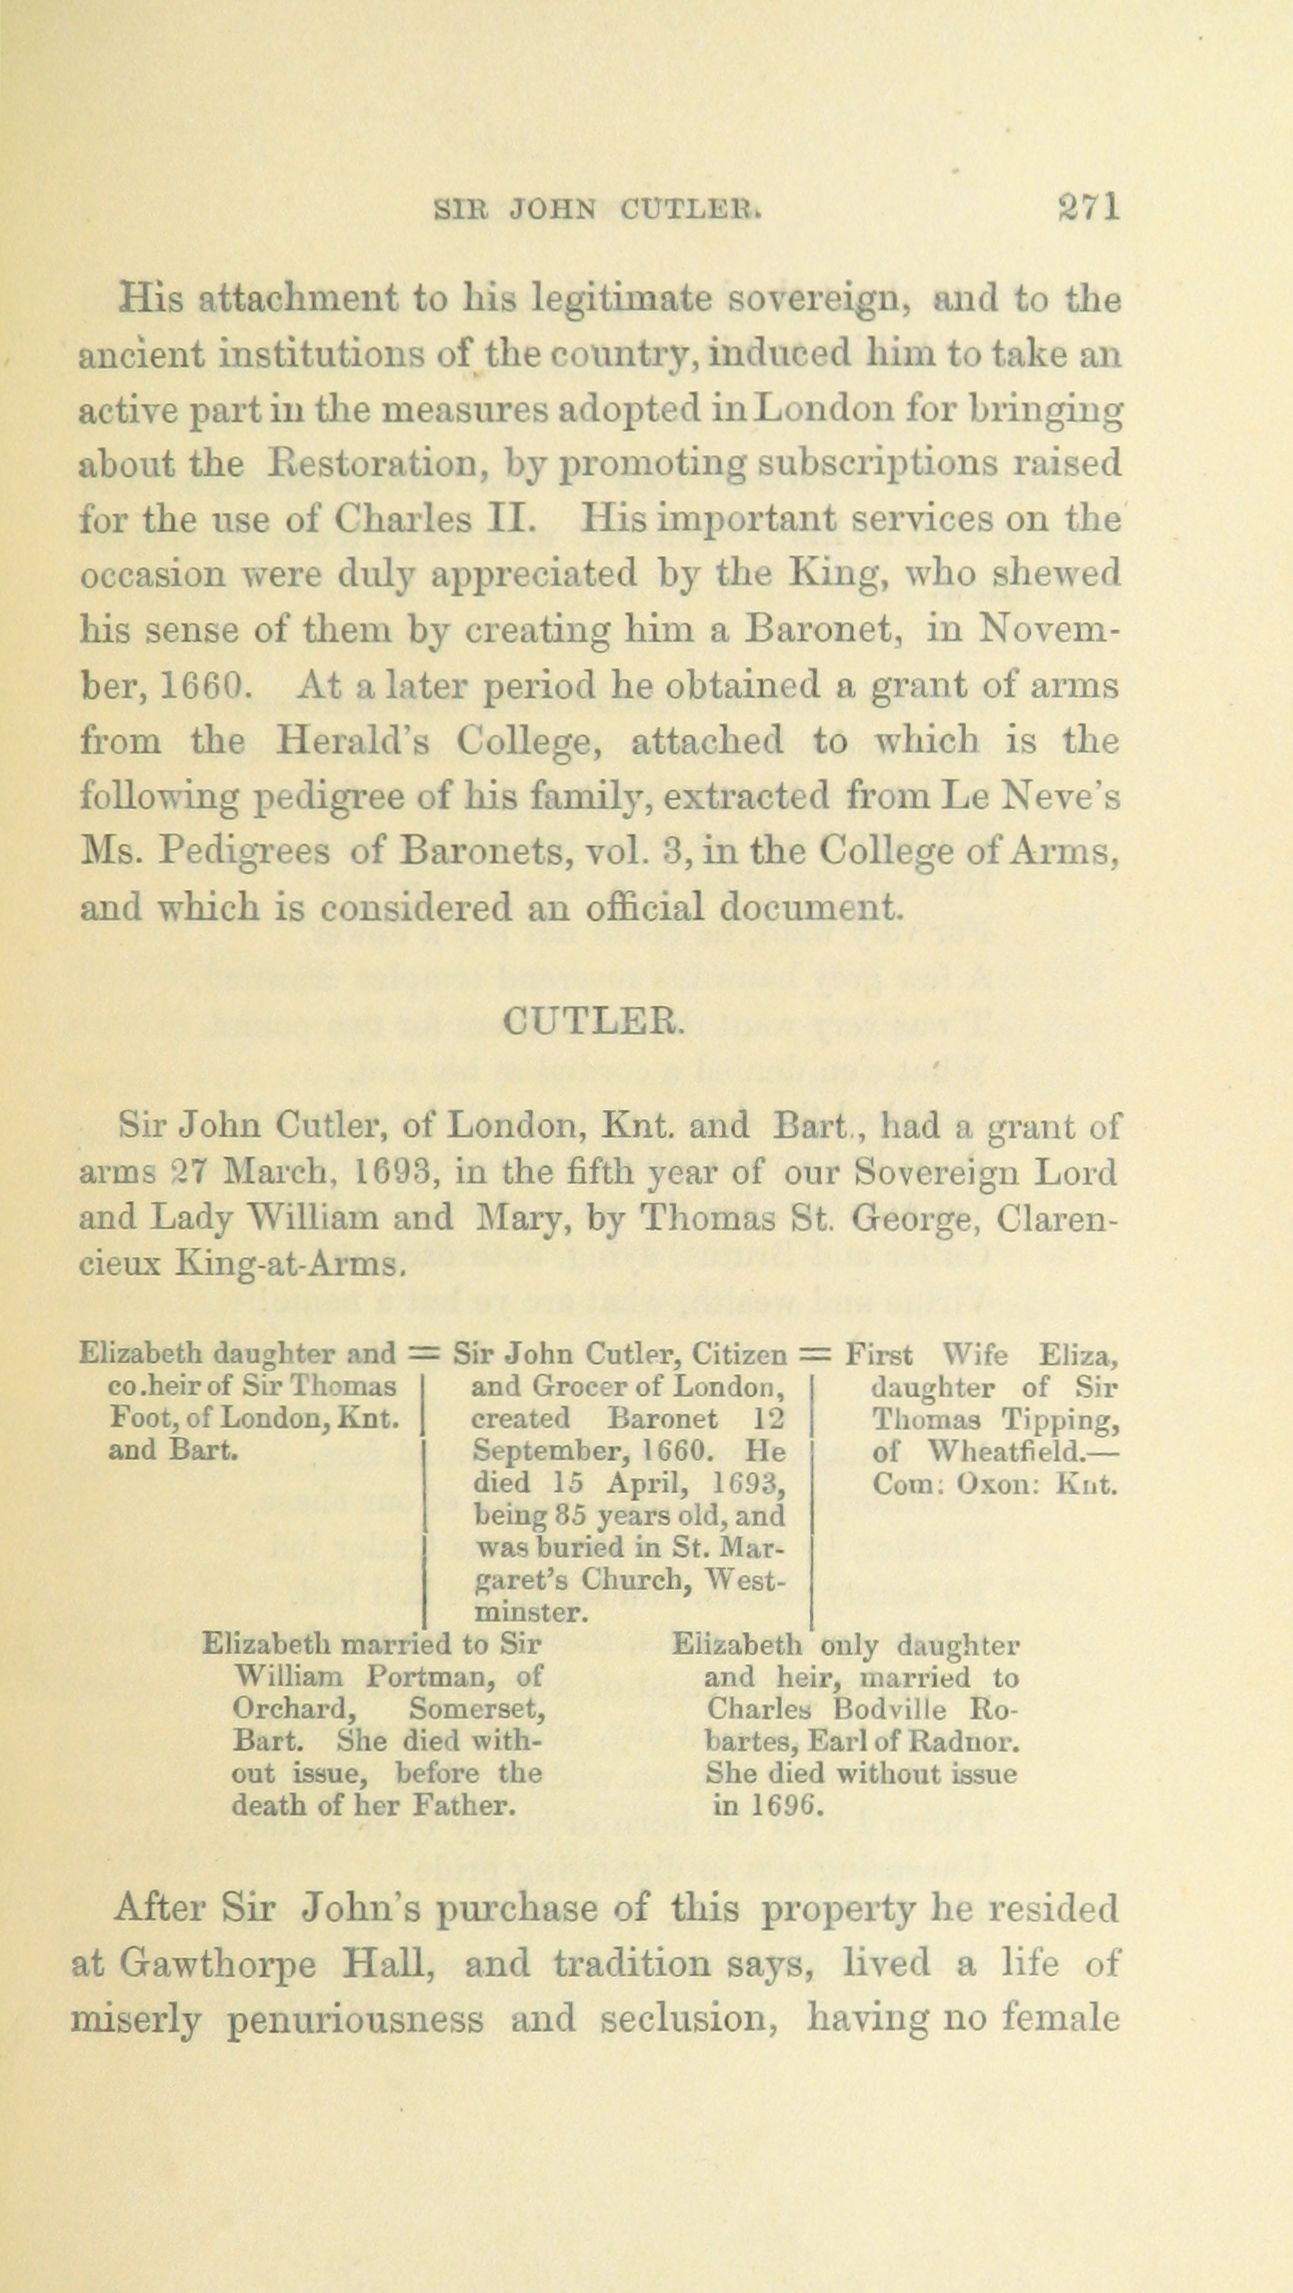 SIR JOHN CUTLER. 271
His attachment to his legitimate sovereign, and to the
ancient institutions of the country, induced him to take an
active part in the measures adopted in London for bringing
about the Restoration, by promoting subscriptions raised
for the use of Charles II. His important services on the
occasion were duly appreciated by the King, who shewed
his sense of them by creating him a Baronet, in Novem-
ber, 1660. At a later period he obtained a grant of arms
from the Herald's College, attached to which is the
following pedigree of his family, extracted from Le Neve's
Ms. Pedigrees of Baronets, vol. 3, in the College of Arms,
and which is considered an official document.
CUTLER.
Sir John Cutler, of London, Knt. and Bart., had a grant of
arms 27 March, 1693, in the fifth year of our Sovereign Lord
and Lady William and Mary, by Thomas St. George, Claren-
cieux King-at-Arms.
Elizabeth daughter and =
co.heir of Sir Thomas
Foot, of London, Knt.
and Bart.
Sir John Cutler, Citizen =
and Grocer of London,
created Baronet 12
September, 1660. He
died 15 April, 1693,
being 85 years old, and
was buried in St. Mar-
garet's Church, West-
minster.
First Wife Eliza,
daughter of Sir
Thomas Tipping,
of Wheatfield.—
Com: Oxon: Knt.
Elizabeth married to Sir
William Portman, of
Orchard, Somerset,
Bart. She died with-
out issue, before the
death of her Father.
Elizabeth only daughter
and heir, married to
Charles Bodville Ro-
bartes, Earl of Radnor.
She died without issue
in 1696.
After Sir John's purchase of this property he resided
at Gawthorpe Hall, and tradition says, lived a life of
miserly penuriousness and seclusion, having no female